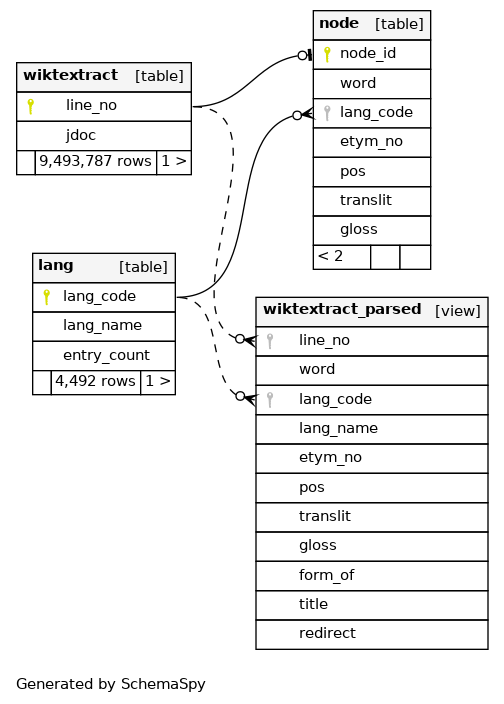 node [table]
node_id
word
lang_code
etym_no
pos
translit
gloss
< 2
wiktextract [table]
line_no
jdoc
9,493,787 rows 1 >
lang [table]
lang_code
lang_name
entry_count
4,492 rows 1 >
wiktextract_parsed [view]
line_no
word
lang_code
lang_name
etym_no
pos
translit
gloss
form_of
title
redirect
Generated by SchemaSpy